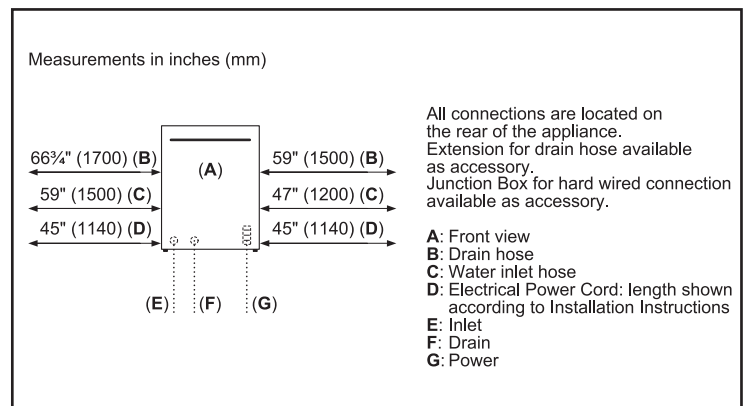 Measurements in inches (mm)
66¾" (1700) (B)
59" (1500) (C)
45" (1140) (D)
(A)
59" (1500) (B)
47" (1200) (C)
45" (1140) (D)
(E)
(F)
(G)
All connections are located on
the rear of the appliance.
Extension for drain hose available
as accessory.
Junction Box for hard wired connection
available as accessory.
A: Front view
B: Drain hose
C: Water inlet hose
D: Electrical Power Cord: length shown
according to Installation Instructions
E: Inlet
F: Drain
G: Power